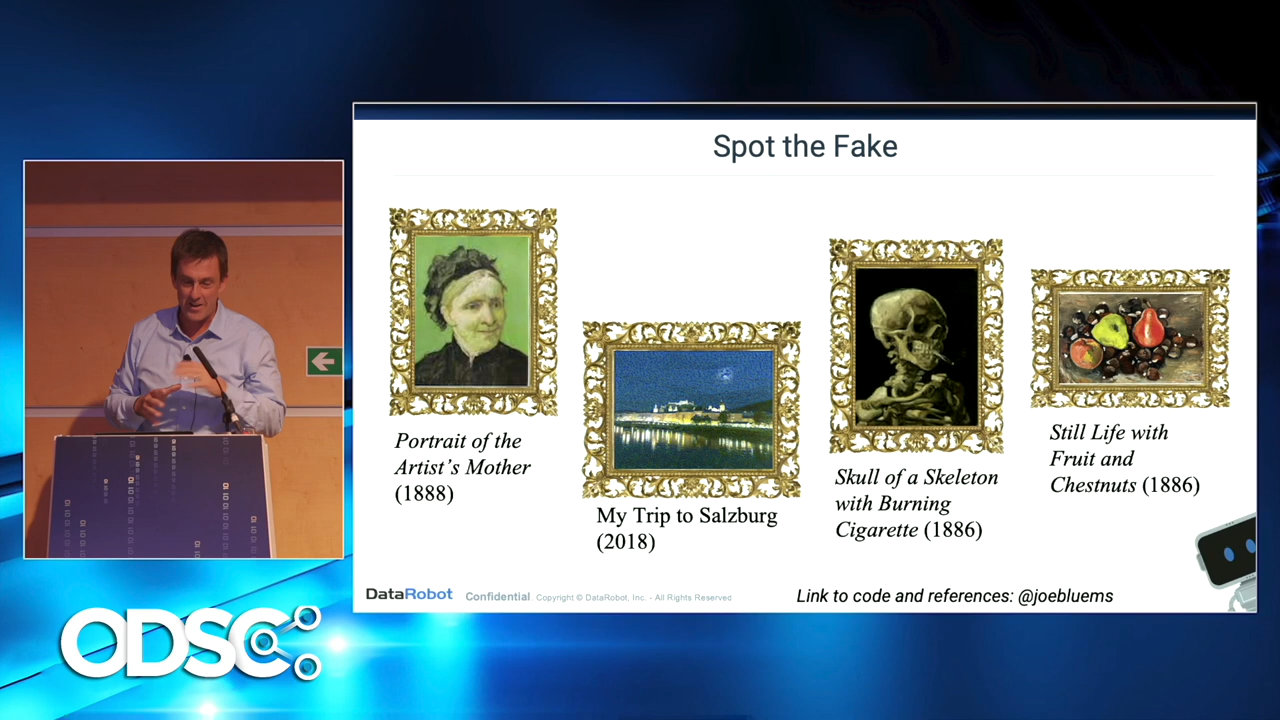 Spot the Fake
Portrait of the
Artist's Mother
(1888)
My Trip to Salzburg
(2018)
Skull of a Skeleton
with Burning
Cigarette (1886)
Still Life with
Fruit and
Chestnuts (1886)
DataRobot Confidential Copyright © DataRobot, Inc. - All Rights Reserved
Link to code and references: @joebluems
ODSC